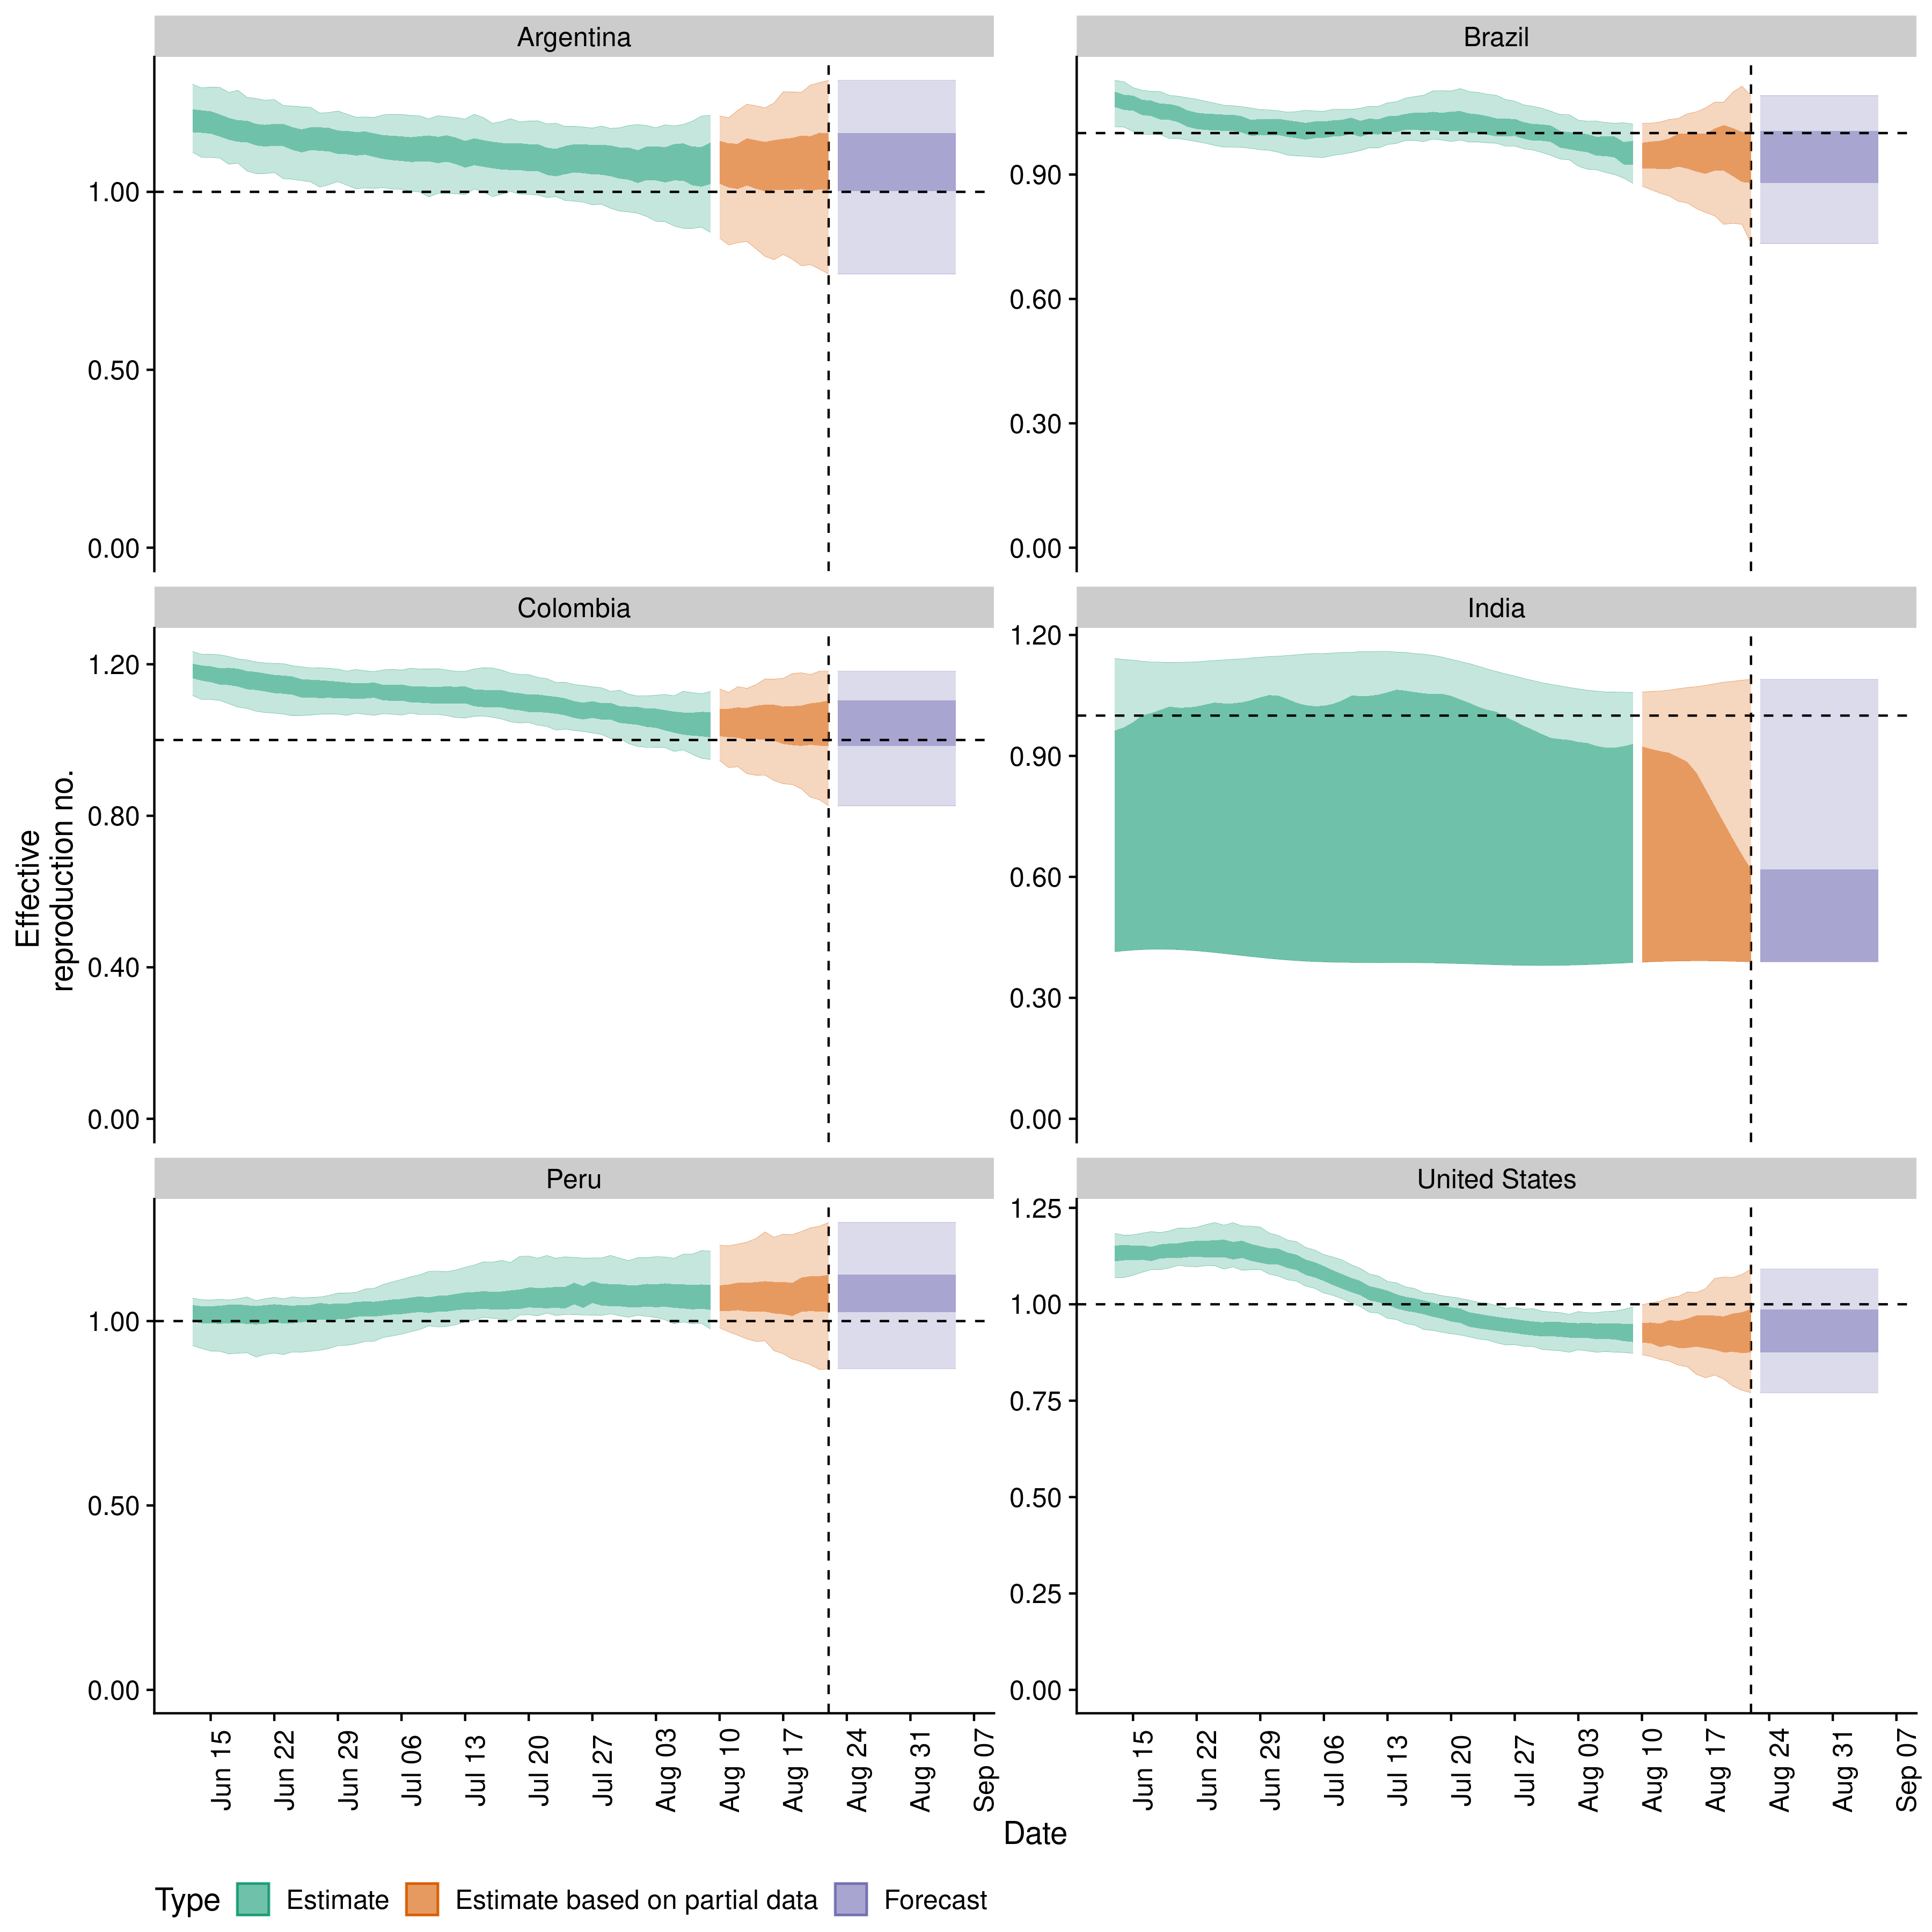 Argentina
Brazil
1.00
0.50
0.00
0.90
0.60
0.30
0.00
Colombia
India
1.20
0.80
0.40
0.00
1.20
0.90
0.60
0.30
0.00
Effective
reproduction no.
Peru
United States
1.00
0.50
0.00
1.25
1.00
0.75
0.50
0.25
0.00
Jun 15
Jun 22
Jun 29
Jul 06
Jul 13
Jul 20
Jul 27
Aug 03
Aug 10
Aug 17
Aug 24
Aug 31
Sep 07
Jun 15
Jun 22
Jun 29
Jul 06
Jul 13
Jul 20
Jul 27
Aug 03
Aug 10
Aug 17
Aug 24
Aug 31
Sep 07
Date
Type Estimate Estimate based on partial data Forecast